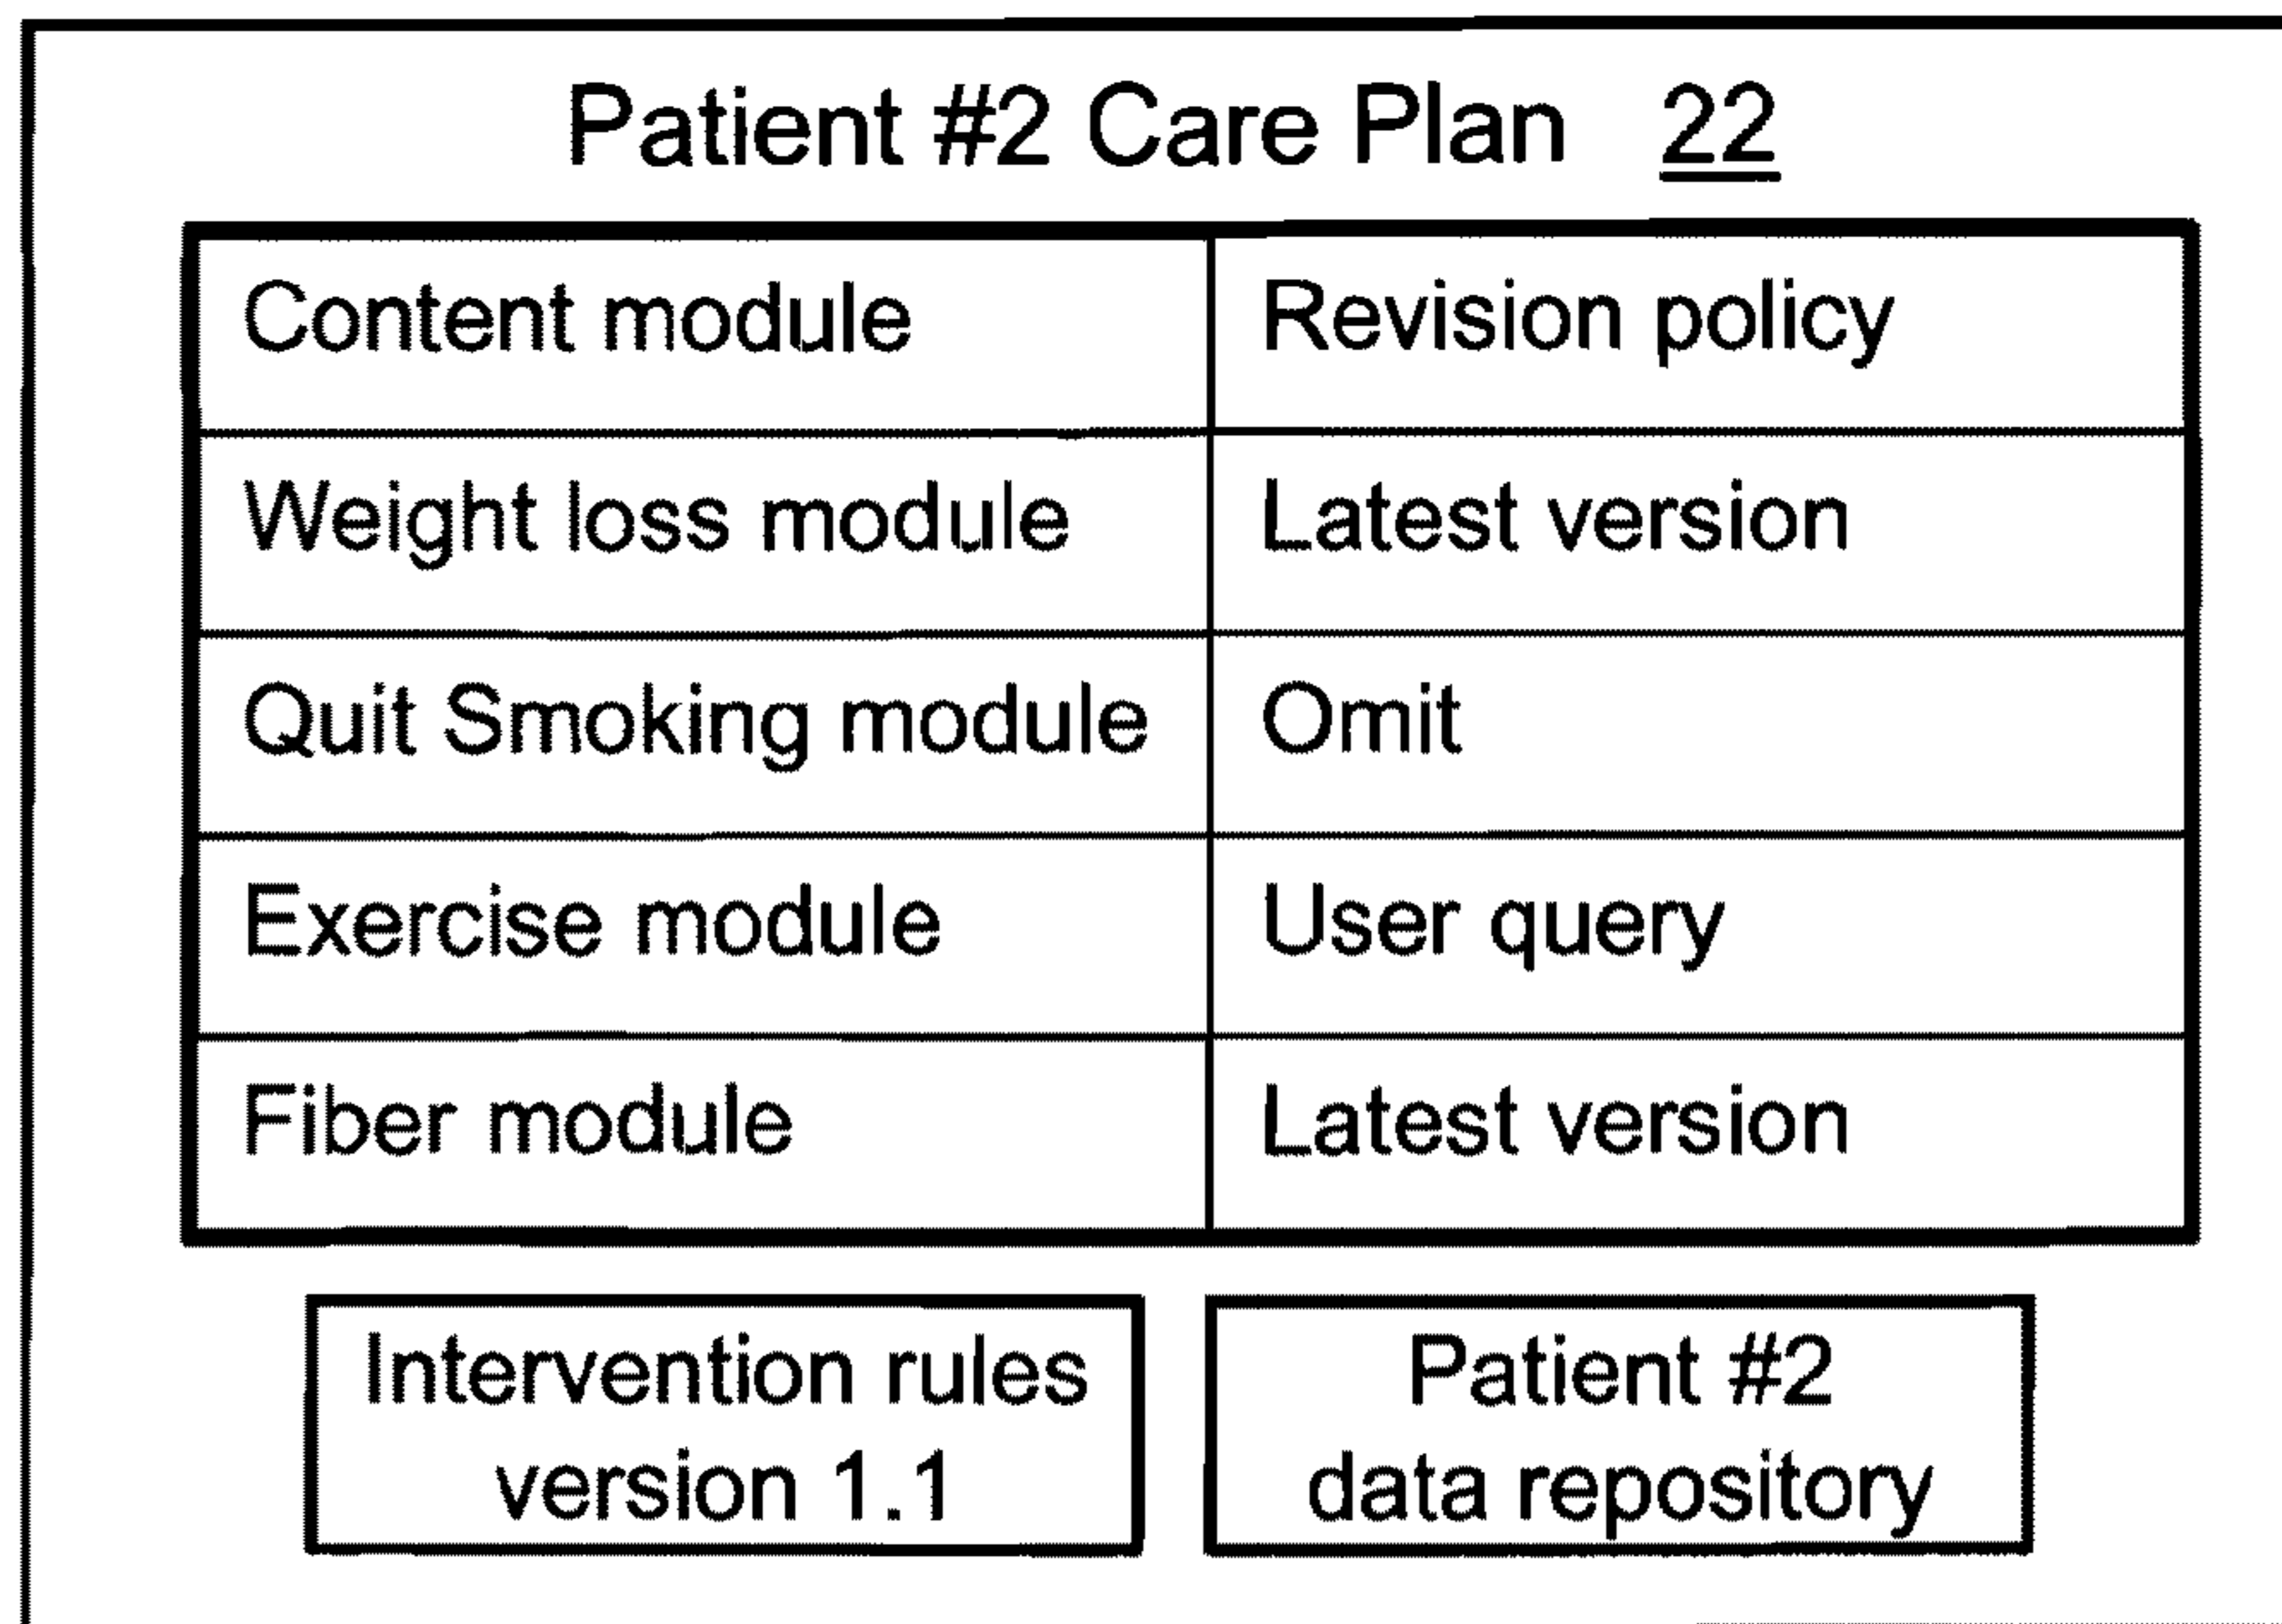 Patient #2 Care Plan 22
Content module Revision policy
Weight loss module Latest version
Quit Smoking module Omit
Exercise module User query
Fiber module Latest version
Intervention rules
version 1.1
Patient #2
data repository